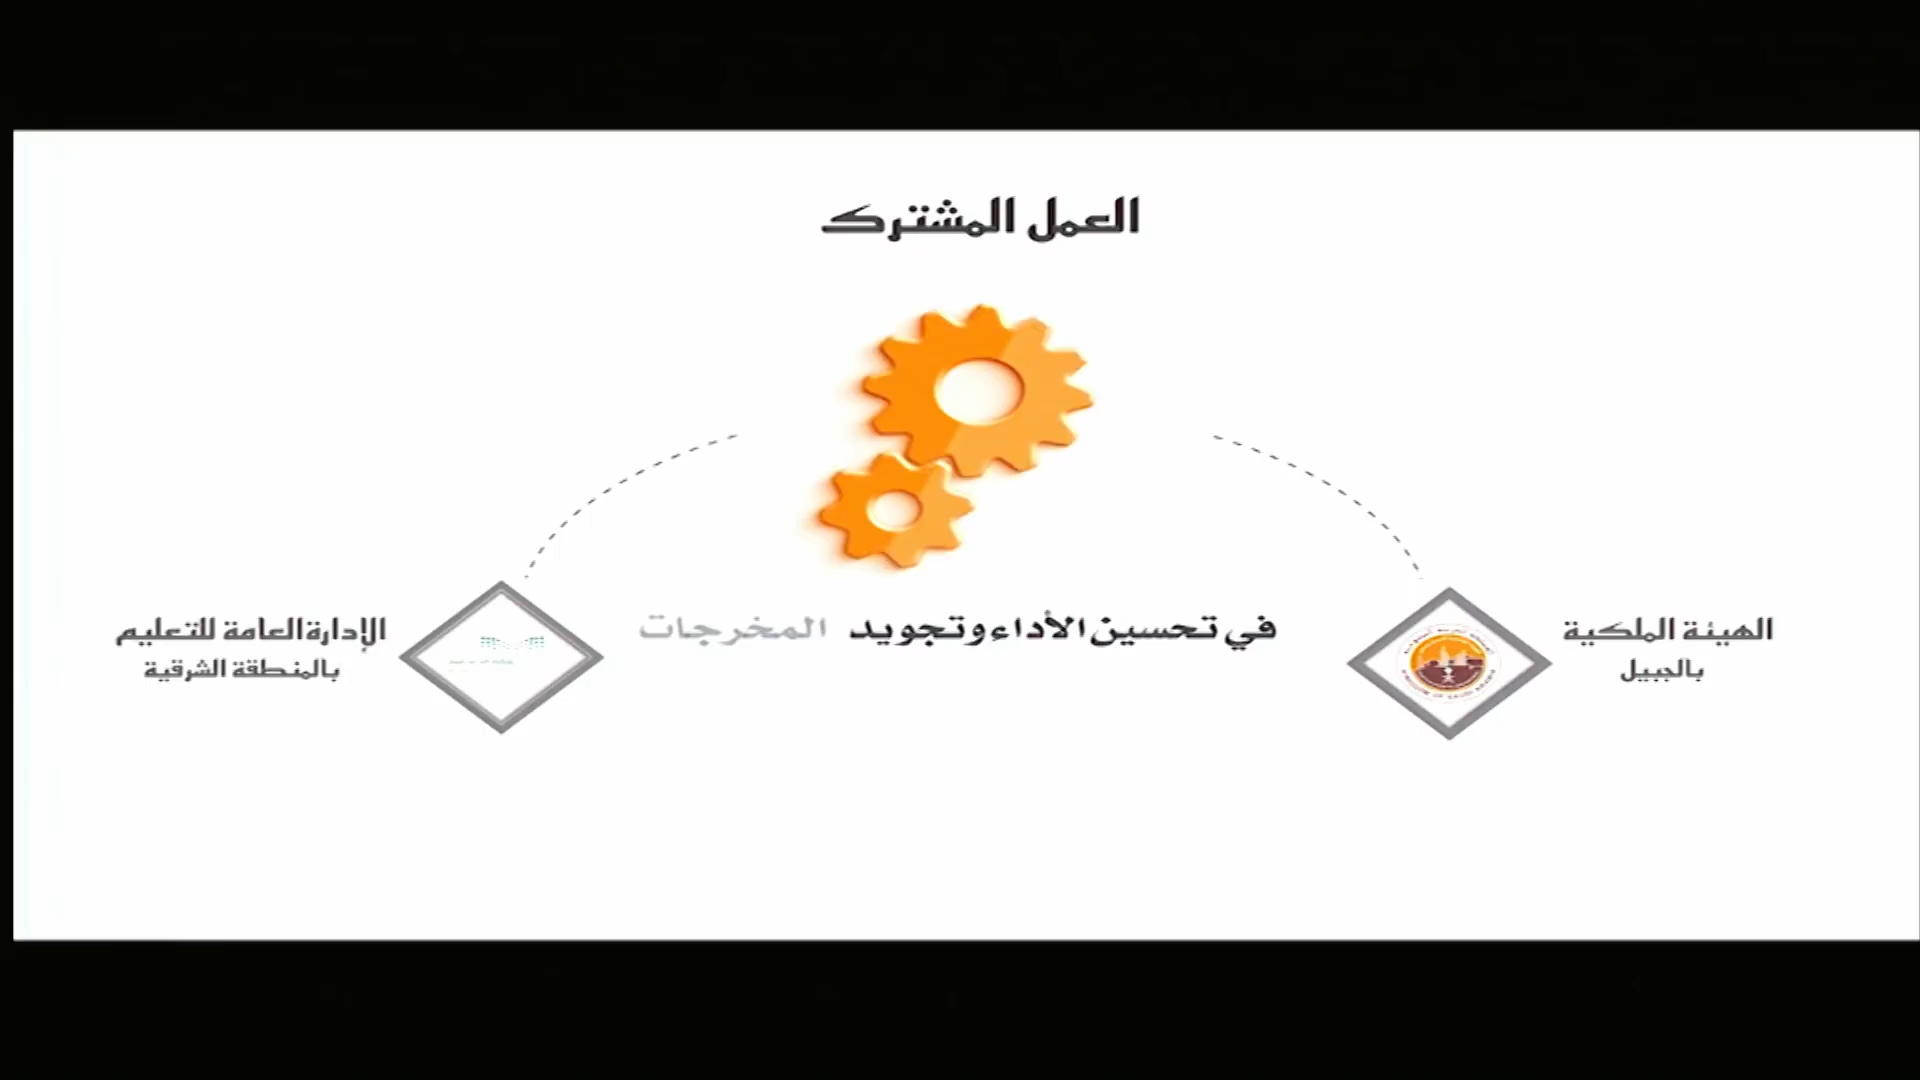 العمل المشترك
في تحسين الأداء وتجويد المخرجات
الهيئة الملكية
بالجبيل
الإدارة العامة للتعليم
بالمنطقة الشرقية